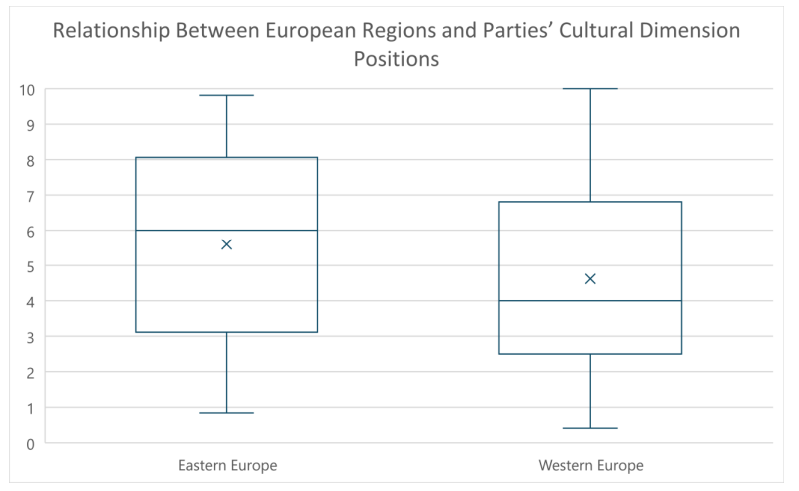 Relationship Between European Regions and Parties’ Cultural Dimension
Positions
10
9
8
7
6
5
4
3
2
1
0
Eastern Europe
Western Europe